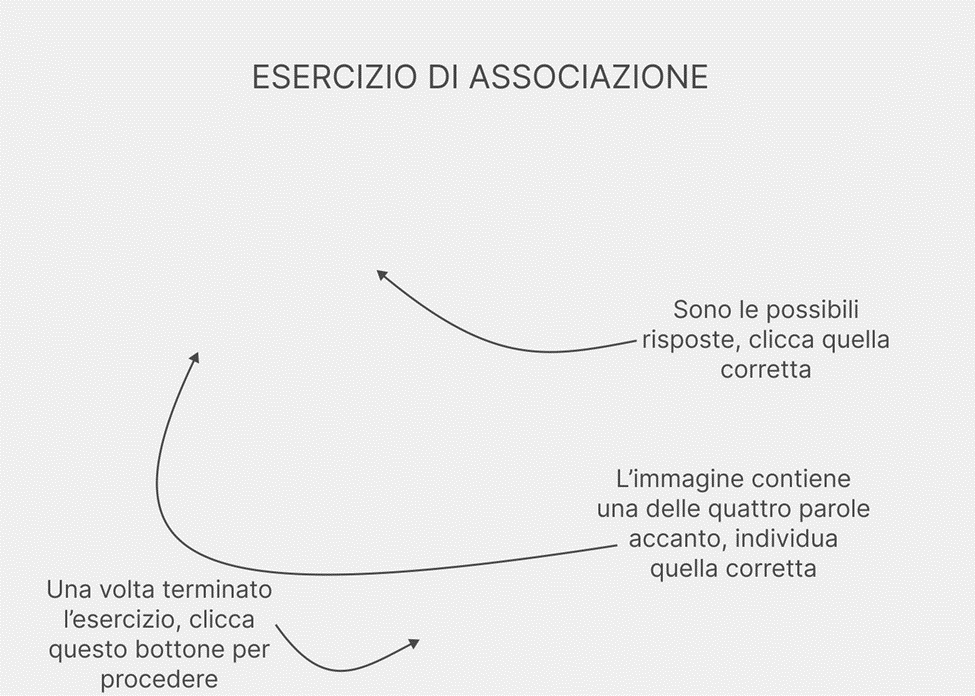 ESERCIZIO DI ASSOCIAZIONE
Sono le possibili
risposte, clicca quella
corretta
L'immagine contiene
una delle quattro parole
accanto, individua
quella corretta
Una volta terminato
l'esercizio, clicca
questo bottone per
procedere